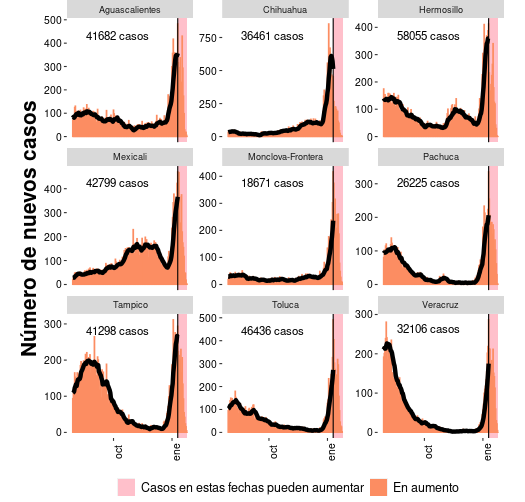 Número de nuevos casos
Aguascalientes
41682 casos
500
400
300
200
100
0
Chihuahua
36461 casos
750
500
250
0
Hermosillo
58055 casos
400
300
200
100
0
Mexicali
42799 casos
400
300
200
100
0
Monclova-Frontera
18671 casos
400
300
200
100
0
Pachuca
26225 casos
300
200
100
0
Tampico
41298 casos
300
200
100
0
oct
ene
Toluca
46436 casos
500
400
300
200
100
0
oct
ene
Veracruz
32106 casos
300
200
100
0
oct
ene
Casos en estas fechas pueden aumentar
En aumento